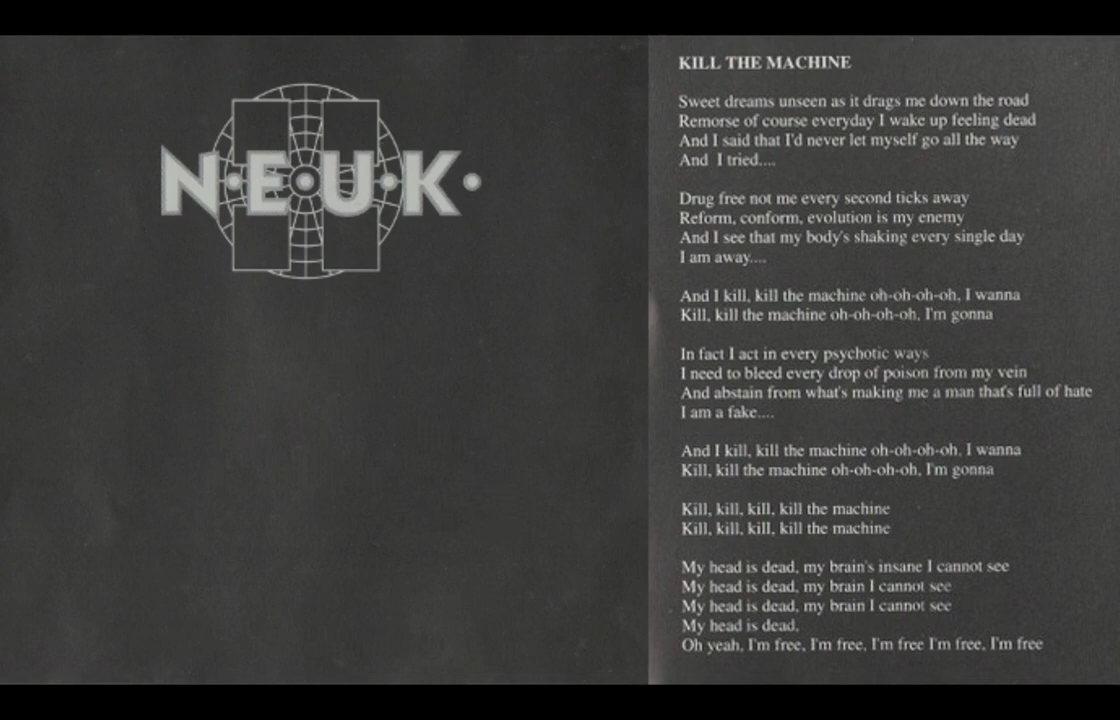 N·E·U·K·
KILL THE MACHINE
Sweet dreams unseen as it drags me down the road
Remorse of course everyday I wake up feeling dead
And I said that I'd never let myself go all the way
And I tried....
Drug free not me every second ticks away
Reform, conform, evolution is my enemy
And I see that my body's shaking every single day
I am away....
And I kill, kill the machine oh-oh-oh-oh, I wanna
Kill, kill the machine oh-oh-oh-oh, I'm gonna
In fact I act in every psychotic ways
I need to bleed every drop of poison from my vein
And abstain from what's making me a man that's full of hate
I am a fake....
And I kill, kill the machine oh-oh-oh-oh, I wanna
Kill, kill the machine oh-oh-oh-oh, I'm gonna
Kill, kill, kill, kill the machine
Kill, kill, kill, kill the machine
My head is dead, my brain's insane I cannot see
My head is dead, my brain I cannot see
My head is dead, my brain I cannot see
My head is dead,
Oh yeah, I'm free, I'm free, I'm free I'm free, I'm free